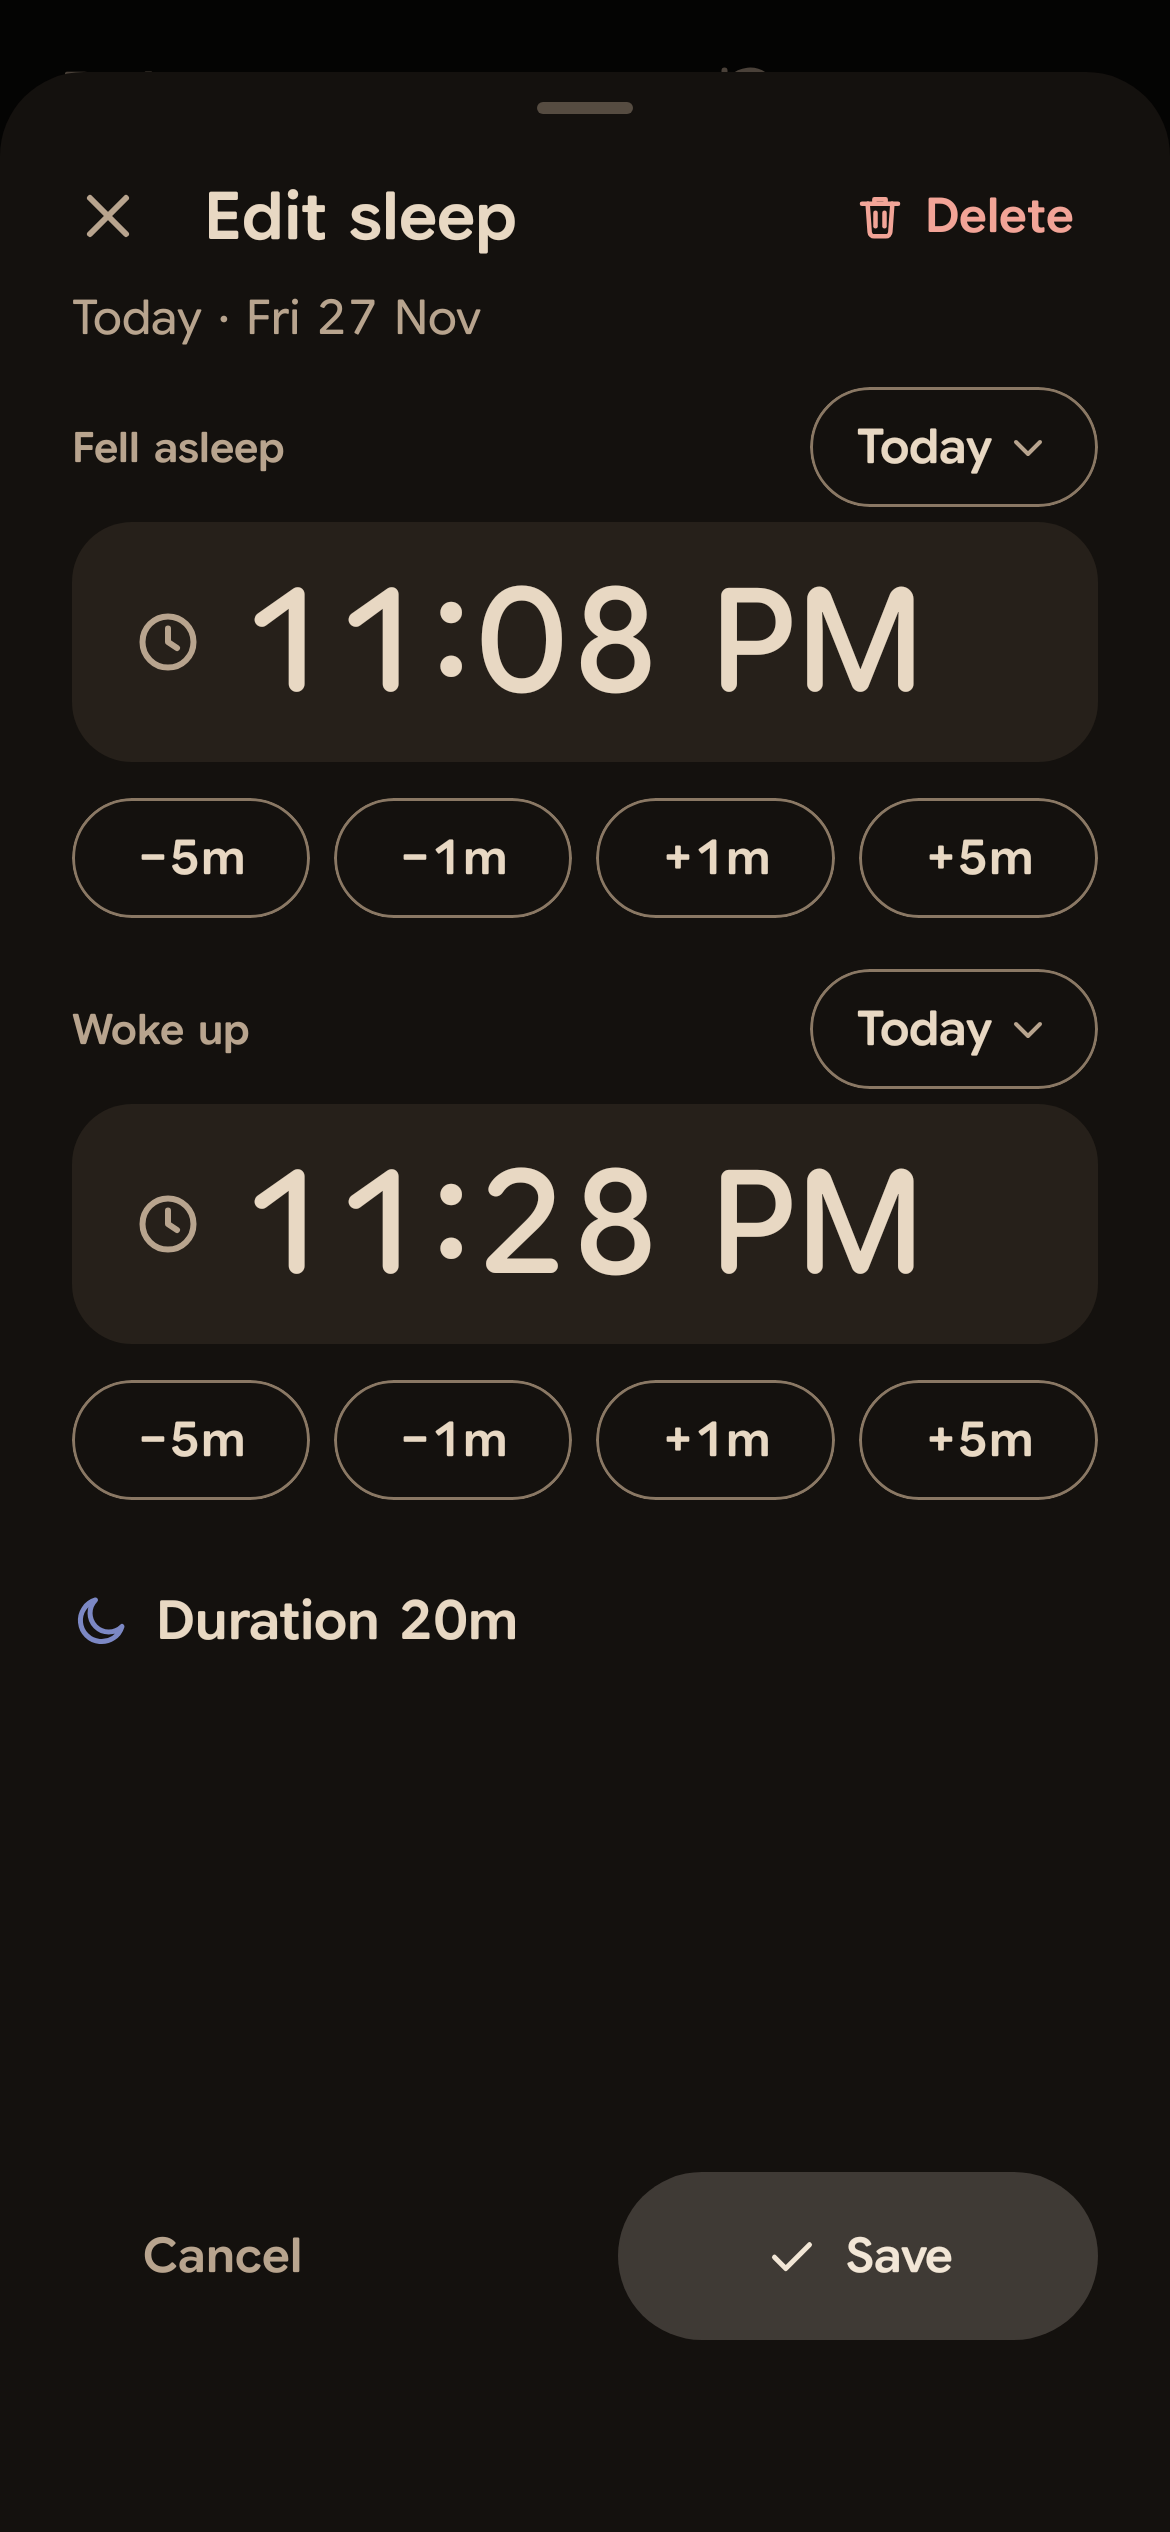 Edit sleep
Delete
Today · Fri 27 Nov
Fell asleep
Today
11:08 PM
−5m
−1m
+1m
+5m
Woke up
Today
11:28 PM
−5m
−1m
+1m
+5m
Duration 20m
Cancel
Save